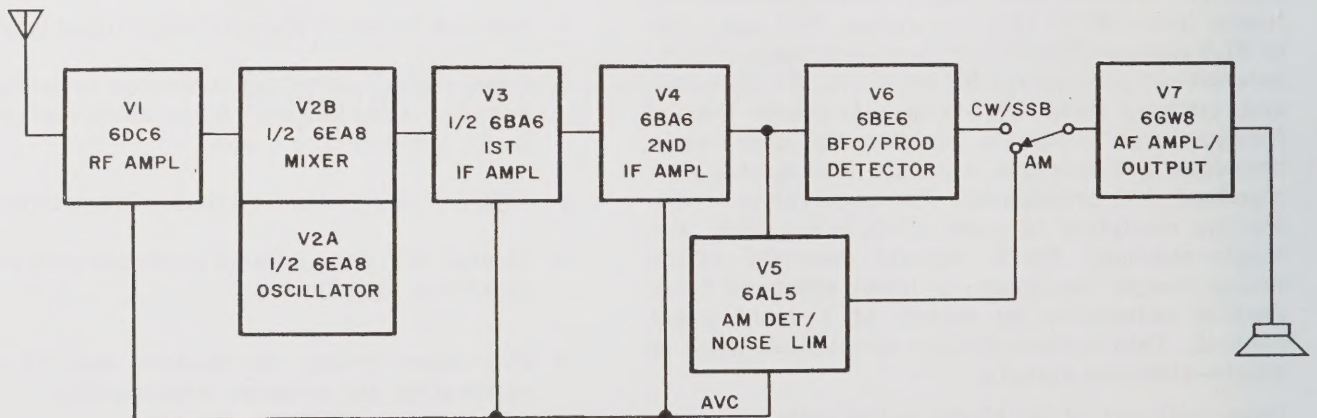 V1
6DC6
RF AMPL
V2B
1/2 6EA8
MIXER
V2A
1/2 6EA8
OSCILLATOR
V3
1/2 6BA6
IST
IF AMPL
V4
6BA6
2ND
IF AMPL
V6
6BE6
BFO/PROD
DETECTOR
CW/SSB
AM
V7
6GW8
AF AMPL/
OUTPUT
V5
6AL5
AM DET/
NOISE LIM
AVC